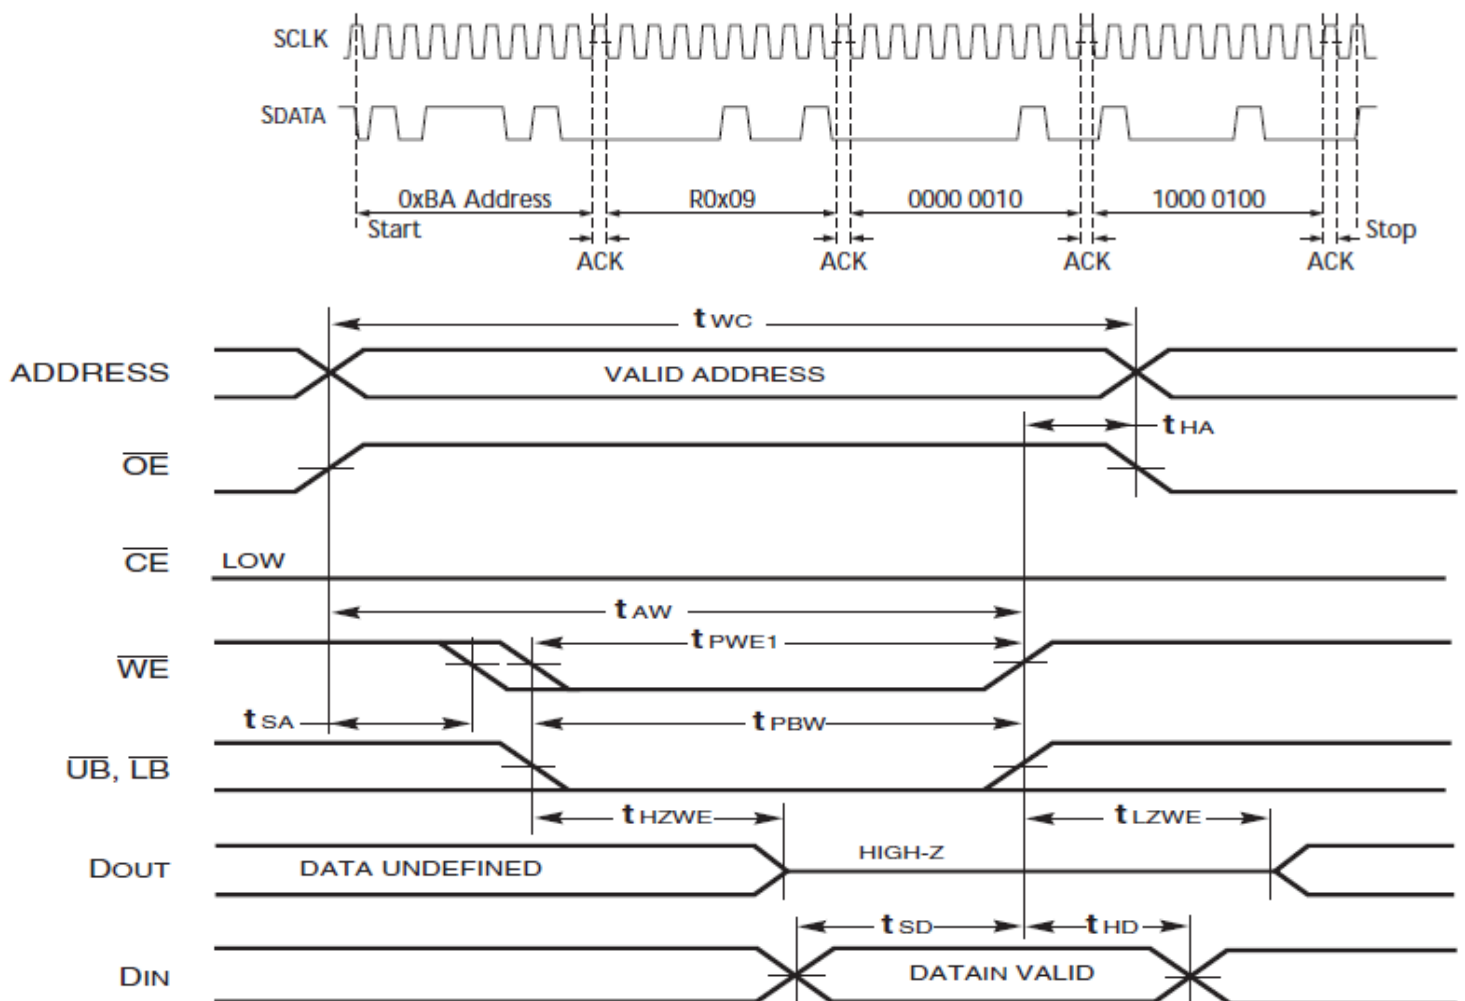 SCLK
SDATA
0xBA Address R0x09 0000 0010 1000 0100
Start Stop
ACK ACK ACK ACK
tWC
ADDRESS VALID ADDRESS
tHA
OE
CE LOW
tAW
tPWE1
WE
tSA tPBW
UB, LB
tHZWE tLZWE
DOUT DATA UNDEFINED HIGH-Z
tSD tHD
DIN DATAIN VALID